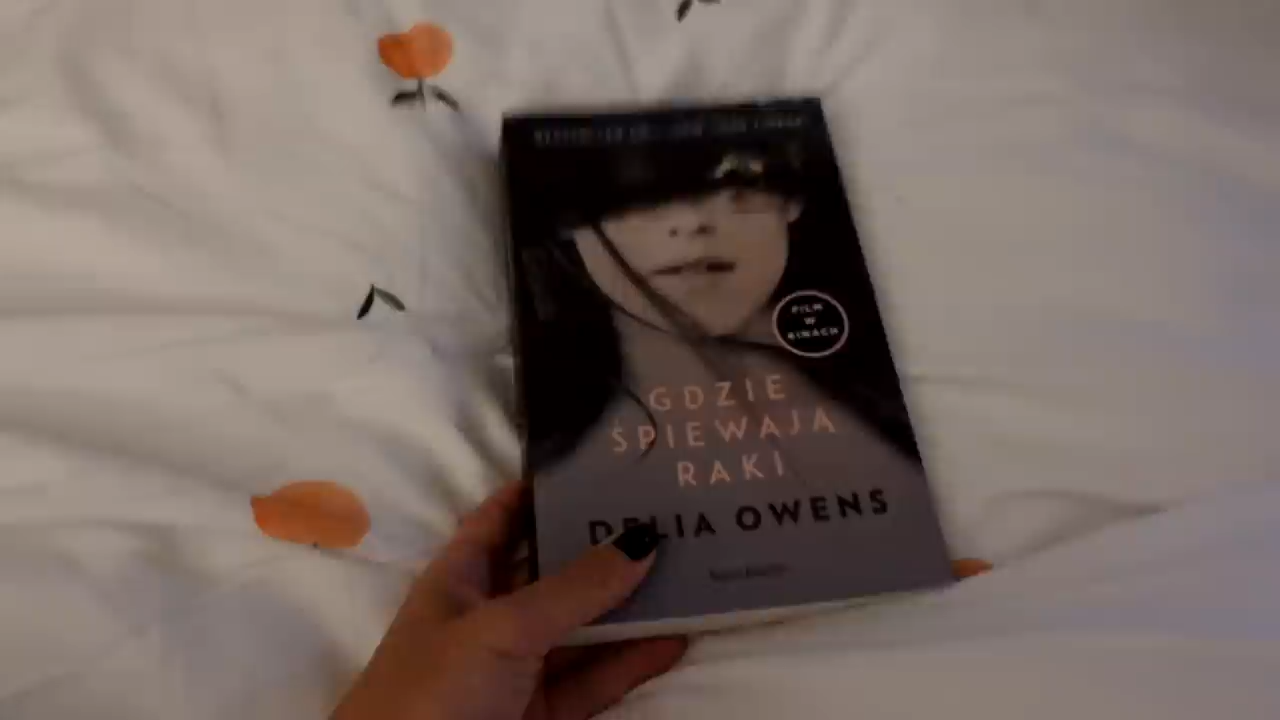 FILM
W
KINACH
GDZIE
ŚPIEWAJĄ
RAKI
DELIA OWENS